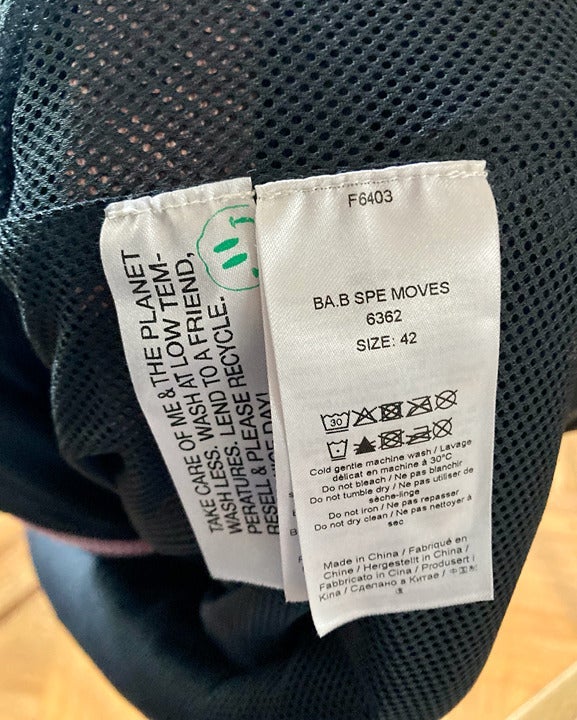 TAKE CARE OF ME & THE PLANET
WASH LESS. WASH AT LOW TEM-
PERATURES. LEND TO A FRIEND,
RESELL & PLEASE RECYCLE.
DAY!
F6403
BA.B SPE MOVES
6362
SIZE: 42
30
Cold gentle machine wash / Lavage
délicat en machine à 30°C
Do not bleach / Ne pas blanchir
Do not tumble dry / Ne pas utiliser de
sèche-linge
Do not iron / Ne pas repasser
Do not dry clean / Ne pas nettoyer à
sec
Made in China / Fabriqué en
Chine / Hergestellt in China /
Fabbricato in Cina / Produsert i
Kina / Сделано в Китае / 中国制
造